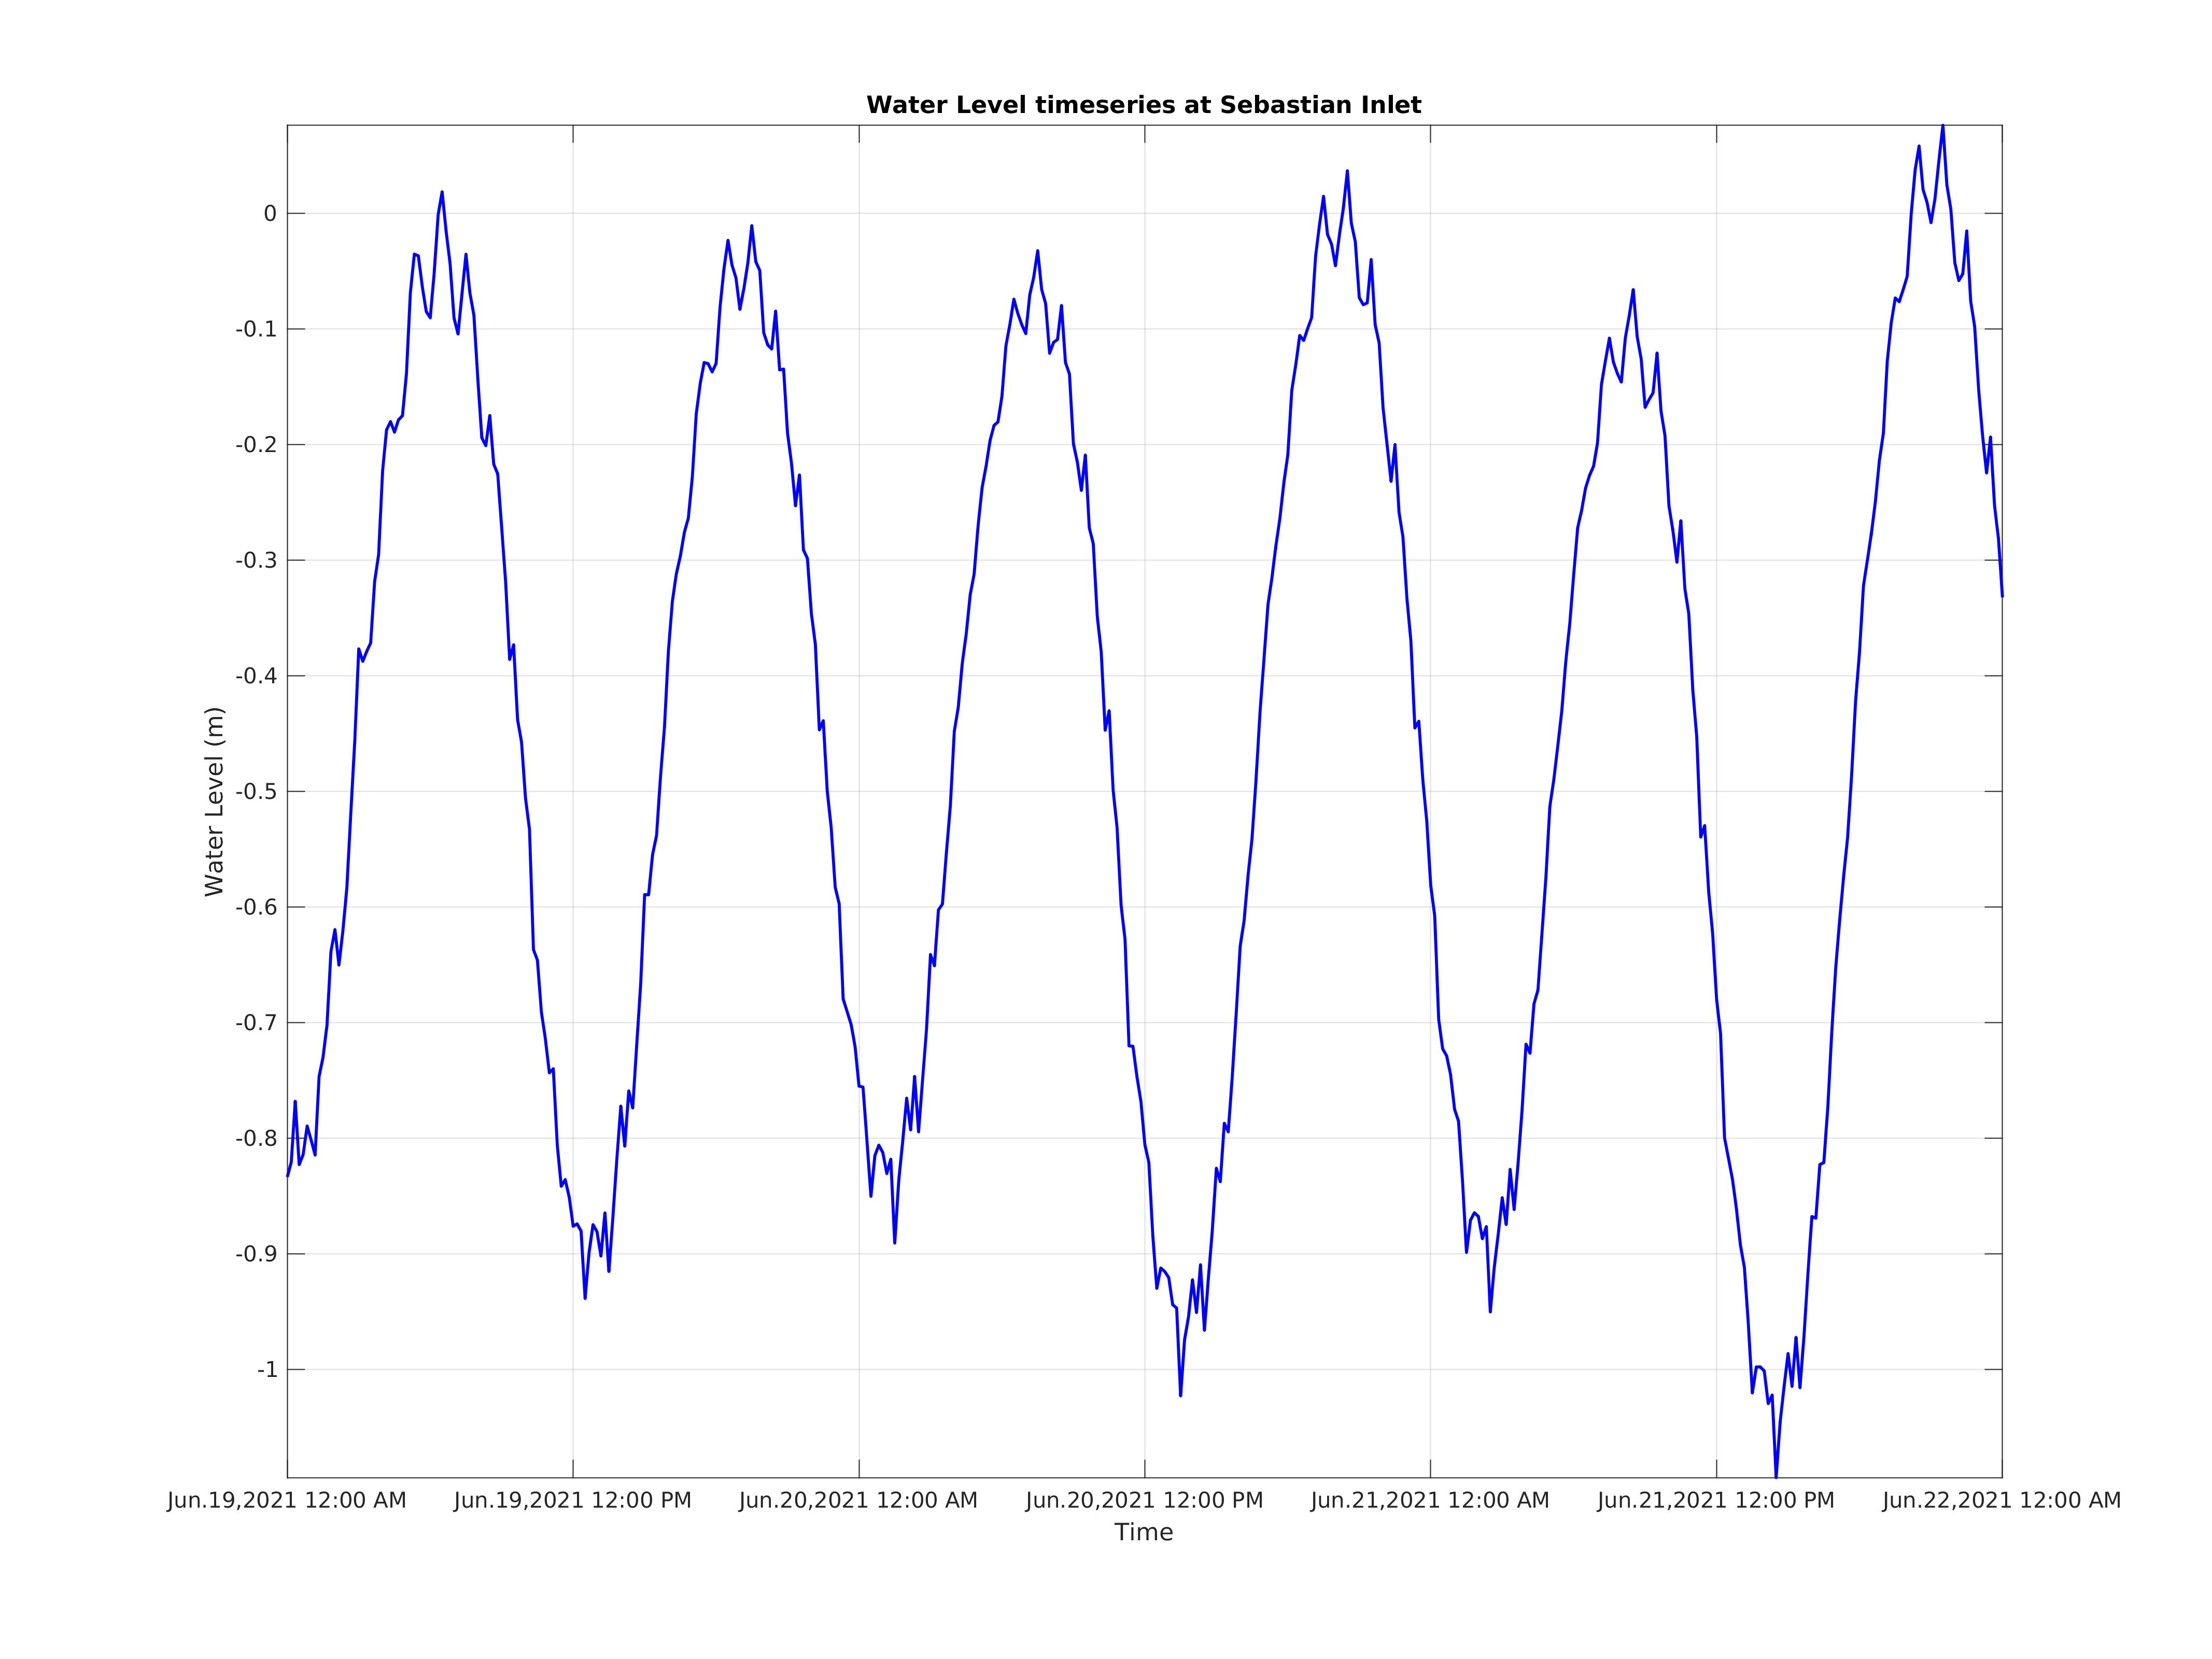 Water Level timeseries at Sebastian Inlet
0
-0.1
-0.2
-0.3
-0.4
-0.5
-0.6
-0.7
-0.8
-0.9
-1
Water Level (m)
Jun.19,2021 12:00 AM
Jun.19,2021 12:00 PM
Jun.20,2021 12:00 AM
Jun.20,2021 12:00 PM
Jun.21,2021 12:00 AM
Jun.21,2021 12:00 PM
Jun.22,2021 12:00 AM
Time